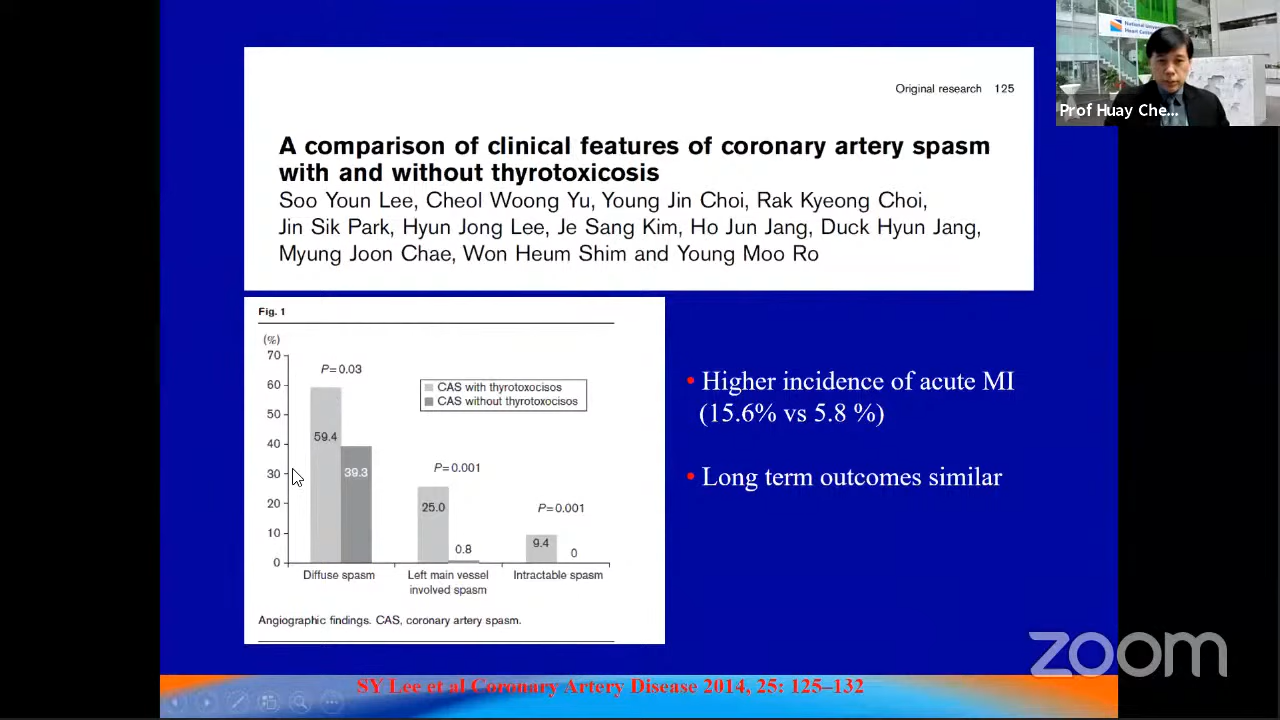 Original research 125
A comparison of clinical features of coronary artery spasm
with and without thyrotoxicosis
Soo Youn Lee, Cheol Woong Yu, Young Jin Choi, Rak Kyeong Choi,
Jin Sik Park, Hyun Jong Lee, Je Sang Kim, Ho Jun Jang, Duck Hyun Jang,
Myung Joon Chae, Won Heum Shim and Young Moo Ro
Fig. 1
(%)
70
60
50
40
30
20
10
0
P=0.03
59.4
39.3
Diffuse spasm
P=0.001
25.0
0.8
Left main vessel
involved spasm
P=0.001
9.4
0
Intractable spasm
CAS with thyrotoxocisos
CAS without thyrotoxocisos
Angiographic findings. CAS, coronary artery spasm.
• Higher incidence of acute MI
(15.6% vs 5.8 %)
• Long term outcomes similar
SY Lee et al Coronary Artery Disease 2014, 25: 125–132
National
Heart
Prof Huay Che...
zoom